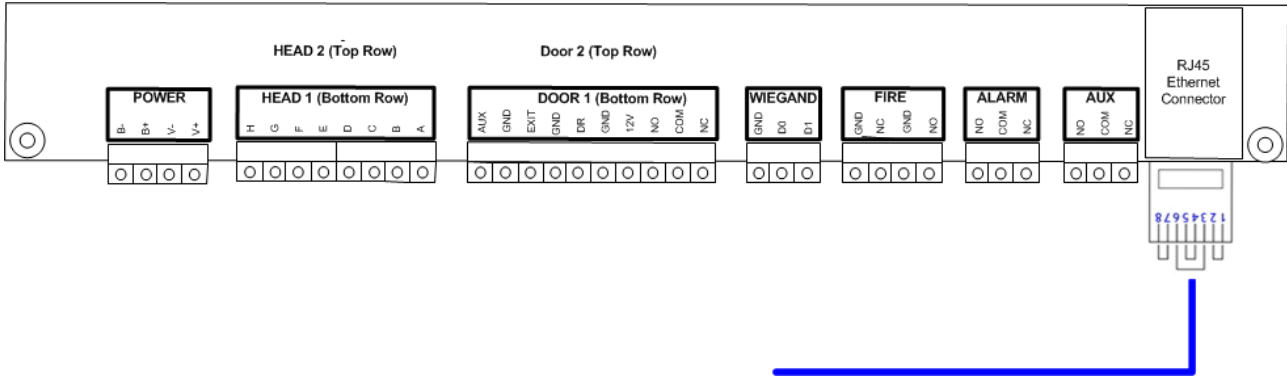 HEAD 2 (Top Row)
Door 2 (Top Row)
RJ45
Ethernet
Connector
POWER
B-
B+
V-
V+
HEAD 1 (Bottom Row)
H
G
F
E
D
C
B
A
DOOR 1 (Bottom Row)
AUX
GND
EXIT
GND
DR
GND
12V
NO
COM
NC
WIEGAND
GND
D0
D1
FIRE
GND
NC
GND
NO
ALARM
NO
COM
NC
AUX
NO
COM
NC
87654321